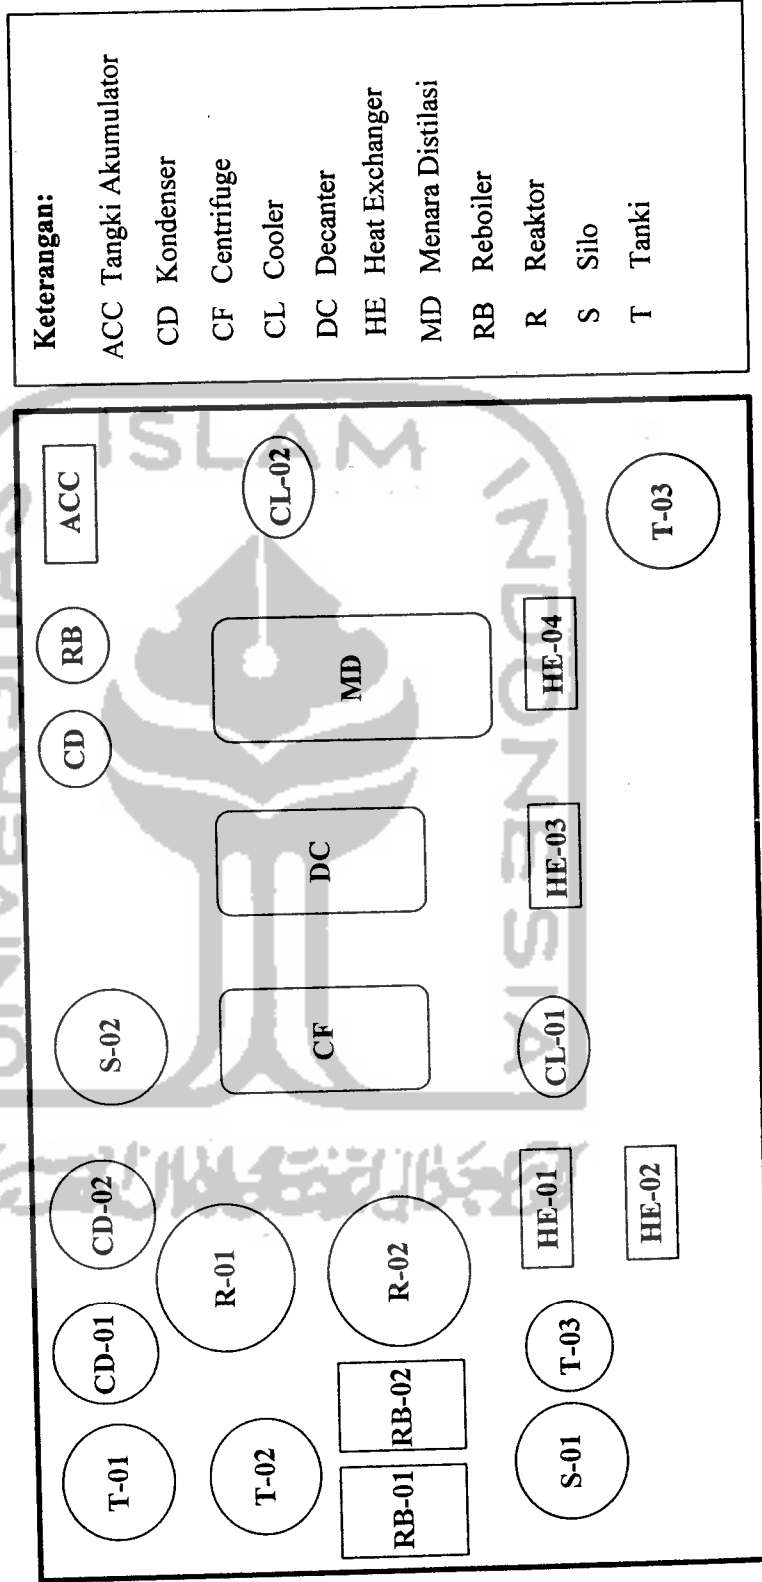 T-01
CD-01
CD-02
S-02
CD
RB
ACC
T-02
R-01
CF
DC
MD
CL-02
RB-01
RB-02
R-02
S-01
T-03
HE-01
CL-01
HE-03
HE-04
HE-02
T-03
Keterangan:
ACC Tangki Akumulator
CD Kondenser
CF Centrifuge
CL Cooler
DC Decanter
HE Heat Exchanger
MD Menara Distilasi
RB Reboiler
R Reaktor
S Silo
T Tanki
ISLAM
INDONESIA